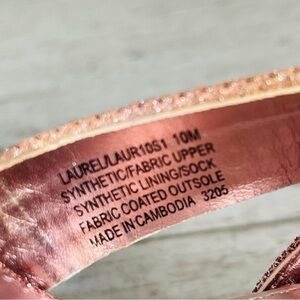 LAUREL/LAUR10S1 10M
SYNTHETIC/FABRIC UPPER
SYNTHETIC LINING/SOCK
FABRIC COATED OUTSOLE
MADE IN CAMBODIA 3205